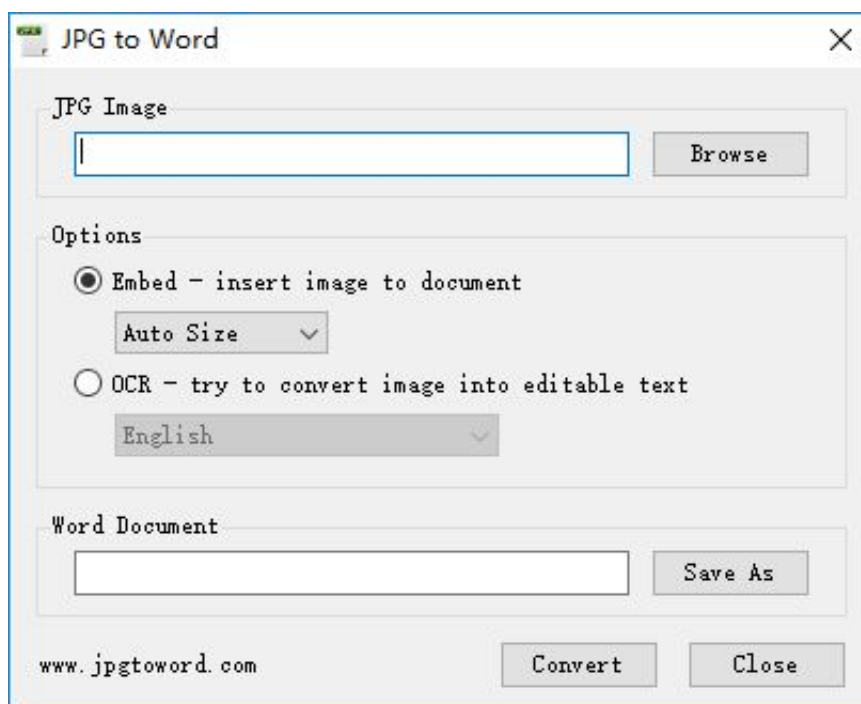 JPG to Word
JPG Image
Browse
Options
Embed - insert image to document
Auto Size
OCR - try to convert image into editable text
English
Word Document
Save As
www.jpgtoword.com
Convert
Close